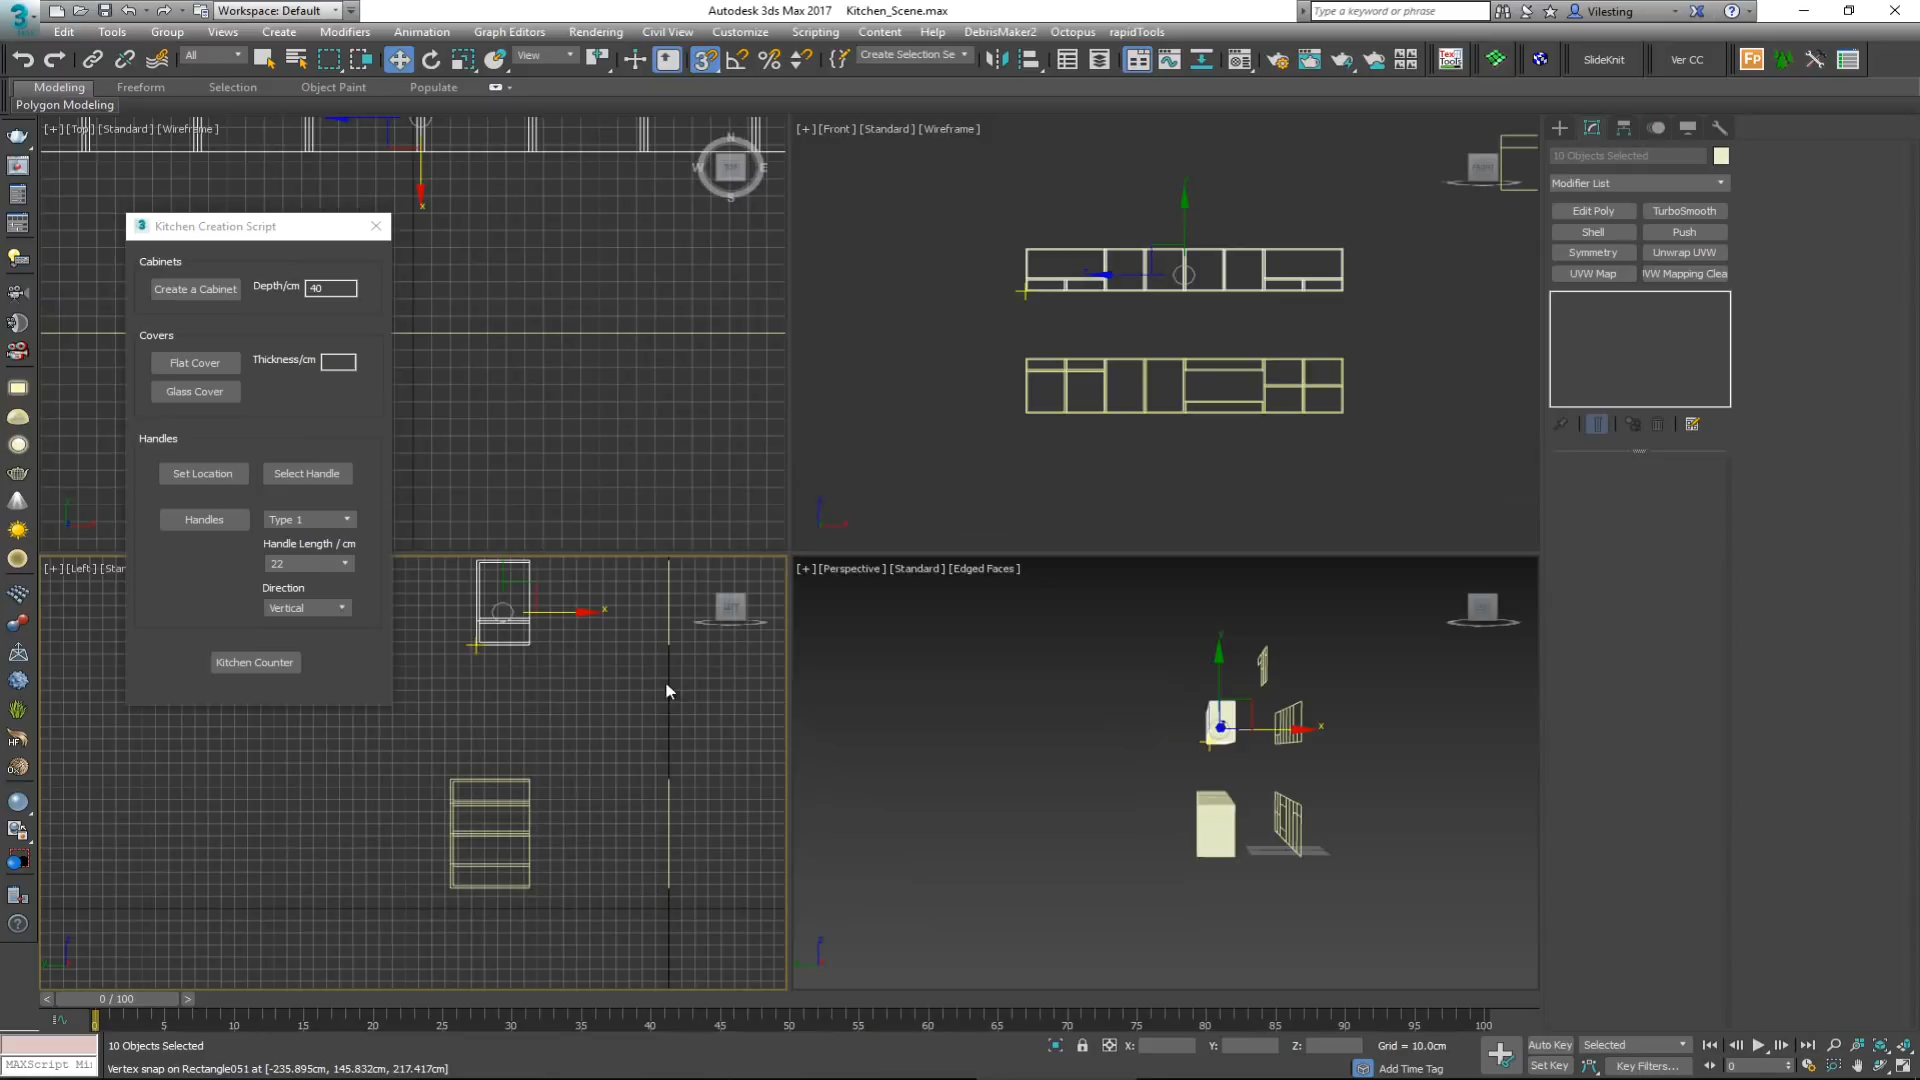 Workspace: Default
Autodesk 3ds Max 2017 Kitchen_Scene.max
Type a keyword or phrase
Vilesting
Edit Tools Group Views Create Modifiers Animation Graph Editors Rendering Civil View Customize Scripting Content Help DebrisMaker2 Octopus rapidTools
All View Create Selection Se SlideKnit Ver CC
Modeling Freeform Selection Object Paint Populate
Polygon Modeling
[+] [Top] [Standard] [Wireframe]
[+] [Front] [Standard] [Wireframe]
10 Objects Selected
Modifier List
Edit Poly TurboSmooth
Shell Push
Symmetry Unwrap UVW
UVW Map VW Mapping Clea
Kitchen Creation Script
Cabinets
Create a Cabinet Depth/cm 40
Covers
Flat Cover Thickness/cm
Glass Cover
Handles
Set Location Select Handle
Handles Type 1
Handle Length / cm
22
Direction
Vertical
Kitchen Counter
[+] [Left] [Star
[+] [Perspective] [Standard] [Edged Faces]
0 / 100
0 5 10 15 20 25 30 35 40 45 50 55 60 65 70 75 80 85 90 95 100
10 Objects Selected
X: Y: Z: Grid = 10.0cm
Auto Key Selected
MAXScript Mi
Vertex snap on Rectangle051 at [-235.895cm, 145.832cm, 217.417cm]
Add Time Tag
Set Key Key Filters... 0